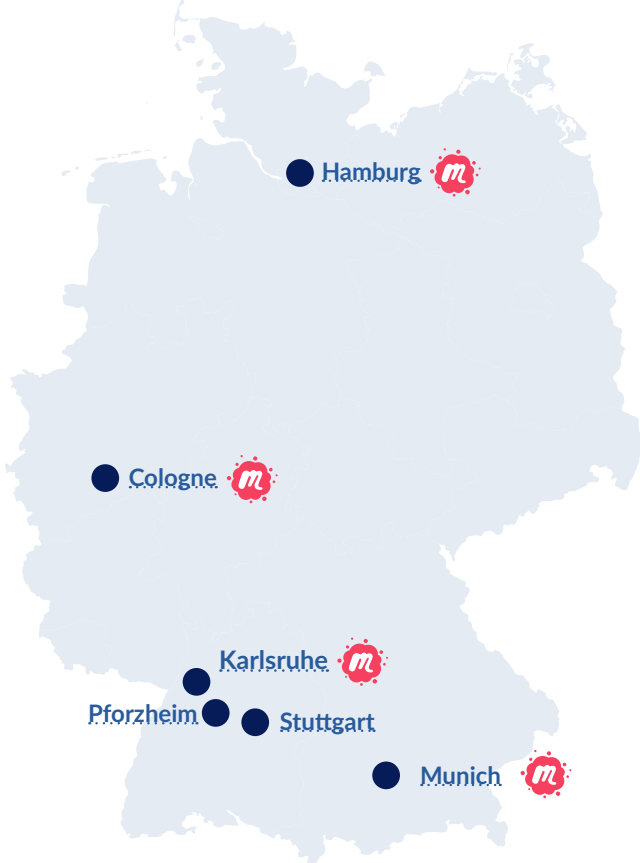 Hamburg
m
Cologne
m
Karlsruhe
m
Pforzheim
Stuttgart
Munich
m